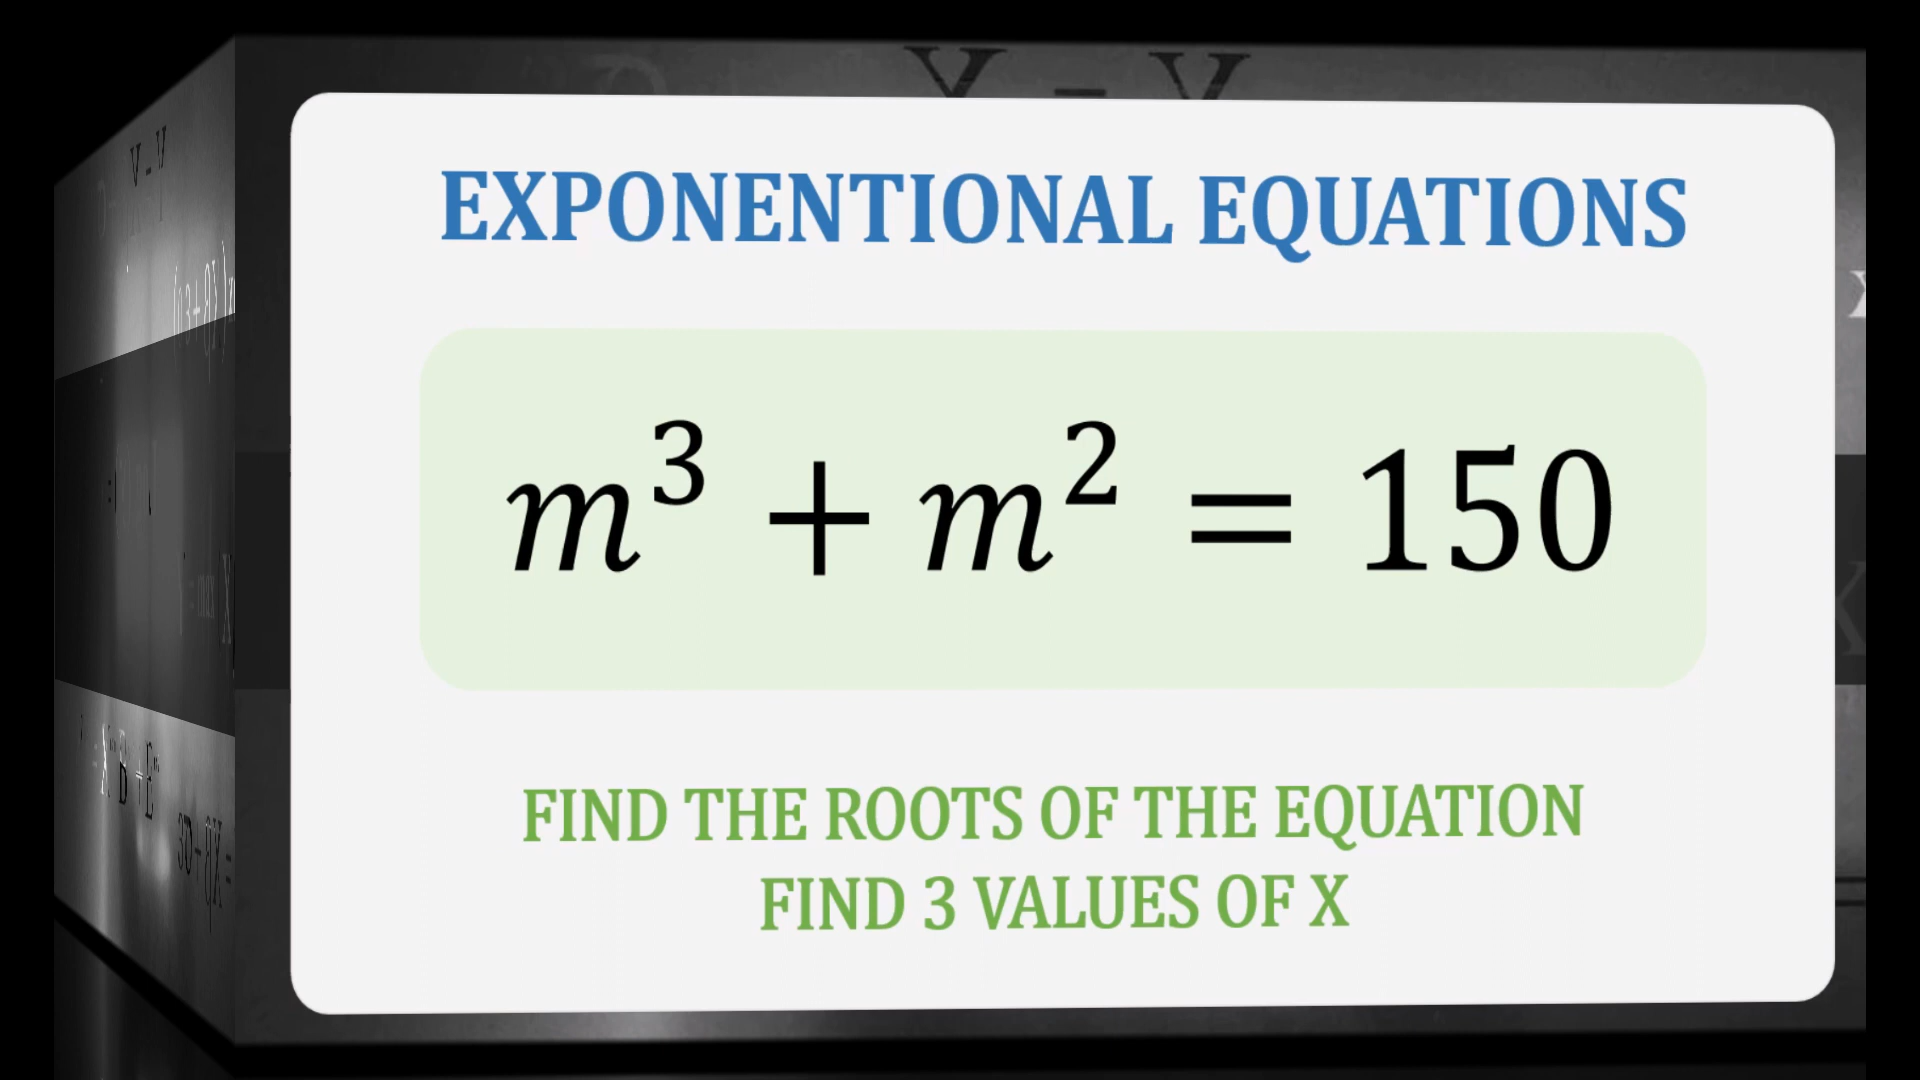 EXPONENTIONAL EQUATIONS
m³ + m² = 150
FIND THE ROOTS OF THE EQUATION
FIND 3 VALUES OF X